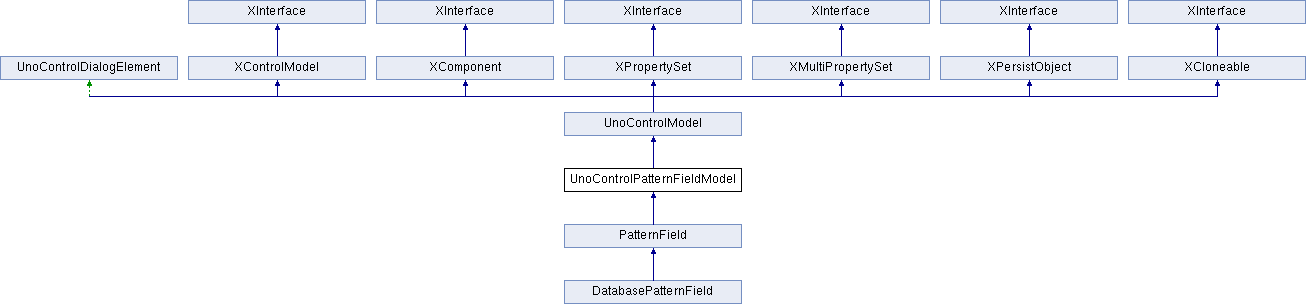 XInterface XInterface XInterface XInterface XInterface XInterface
UnoControlDialogElement XControlModel XComponent XPropertySet XMultiPropertySet XPersistObject XCloneable
UnoControlModel
UnoControlPatternFieldModel
PatternField
DatabasePatternField